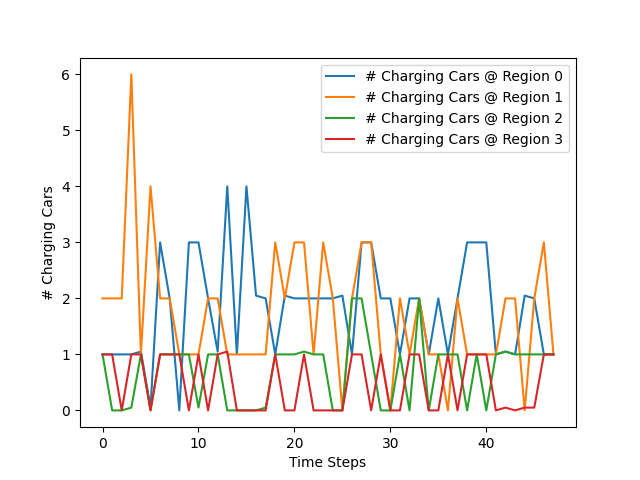 # Charging Cars @ Region 0
# Charging Cars @ Region 1
# Charging Cars @ Region 2
# Charging Cars @ Region 3
6
5
4
3
2
1
0
# Charging Cars
0 10 20 30 40
Time Steps